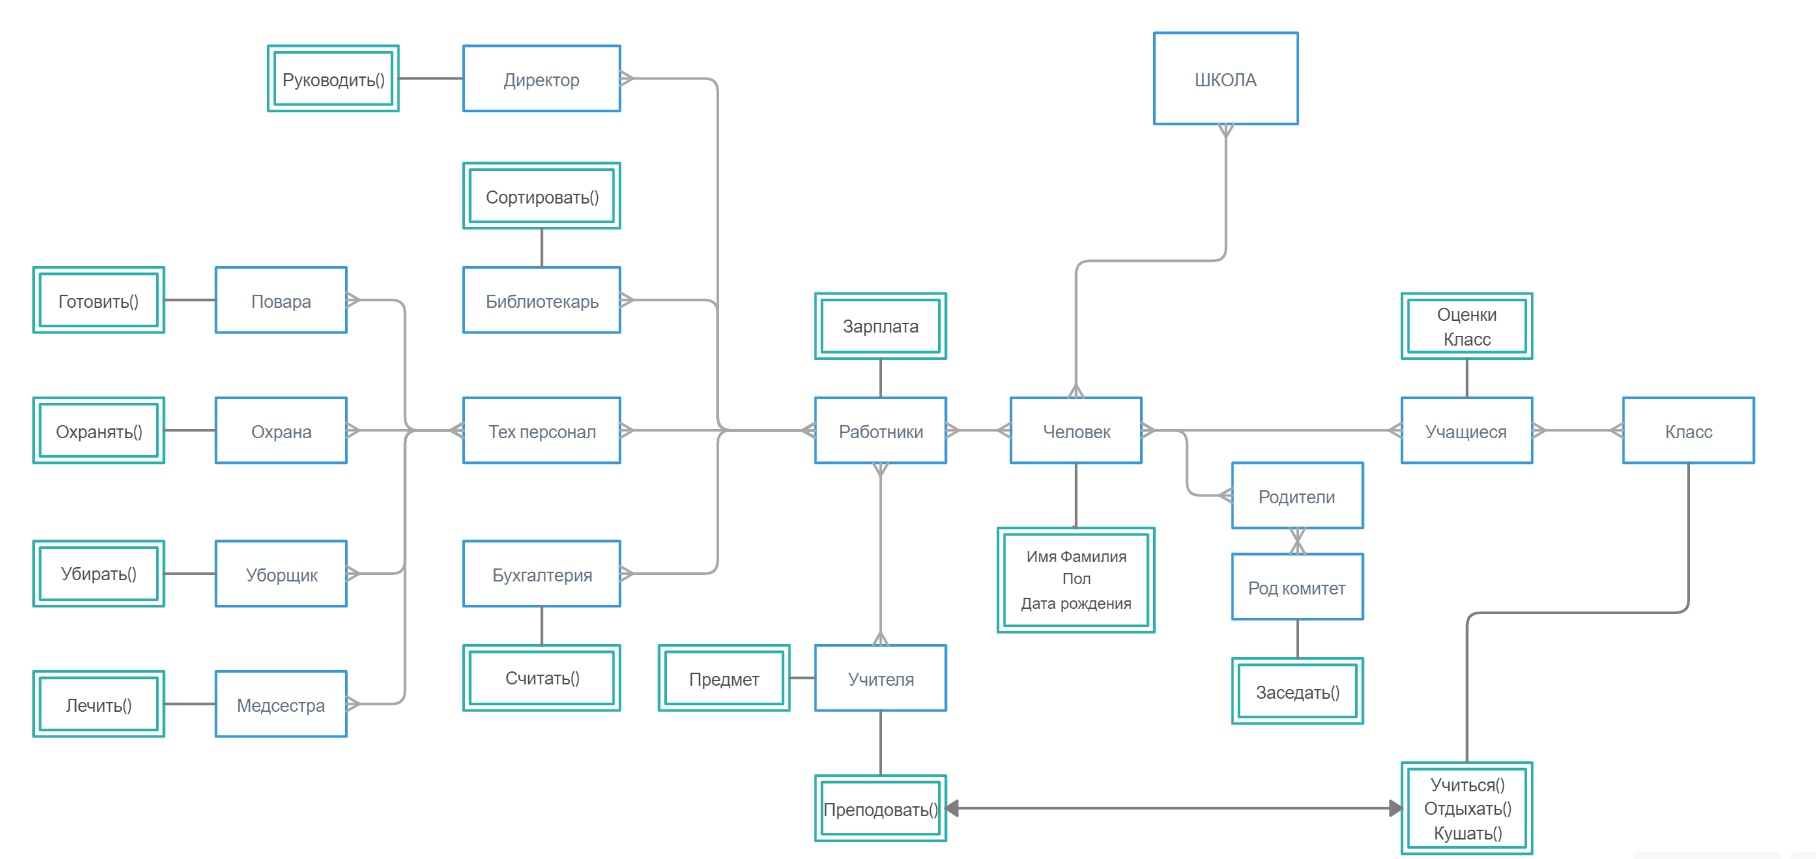 Руководить()
Директор
ШКОЛА
Сортировать()
Готовить()
Повара
Библиотекарь
Зарплата
Оценки
Класс
Охранять()
Охрана
Тех персонал
Работники
Человек
Учащиеся
Класс
Родители
Имя Фамилия
Пол
Дата рождения
Убирать()
Уборщик
Бухгалтерия
Род комитет
Считать()
Предмет
Учителя
Заседать()
Лечить()
Медсестра
Преподовать()
Учиться()
Отдыхать()
Кушать()